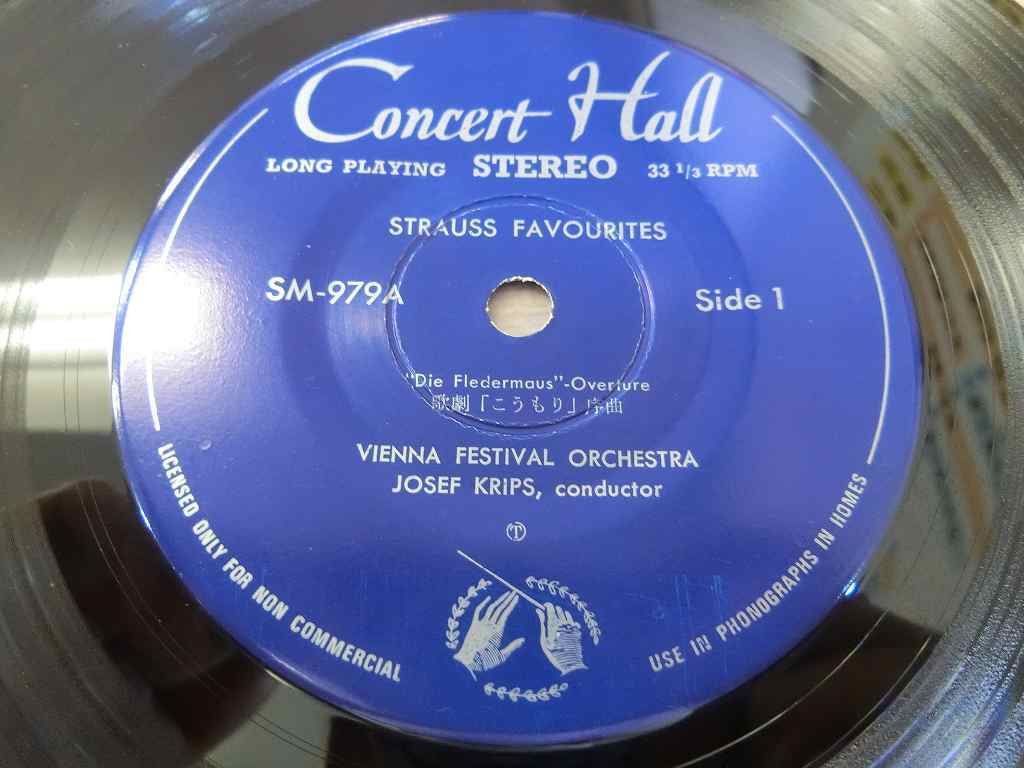 Concert Hall
LONG PLAYING STEREO 33 1/3 RPM
STRAUSS FAVOURITES
SM-979A Side 1
"Die Fledermaus"-Overture
歌劇「こうもり」序曲
VIENNA FESTIVAL ORCHESTRA
JOSEF KRIPS, conductor
Ⓣ
LICENSED ONLY FOR NON COMMERCIAL
USE IN PHONOGRAPHS IN HOMES